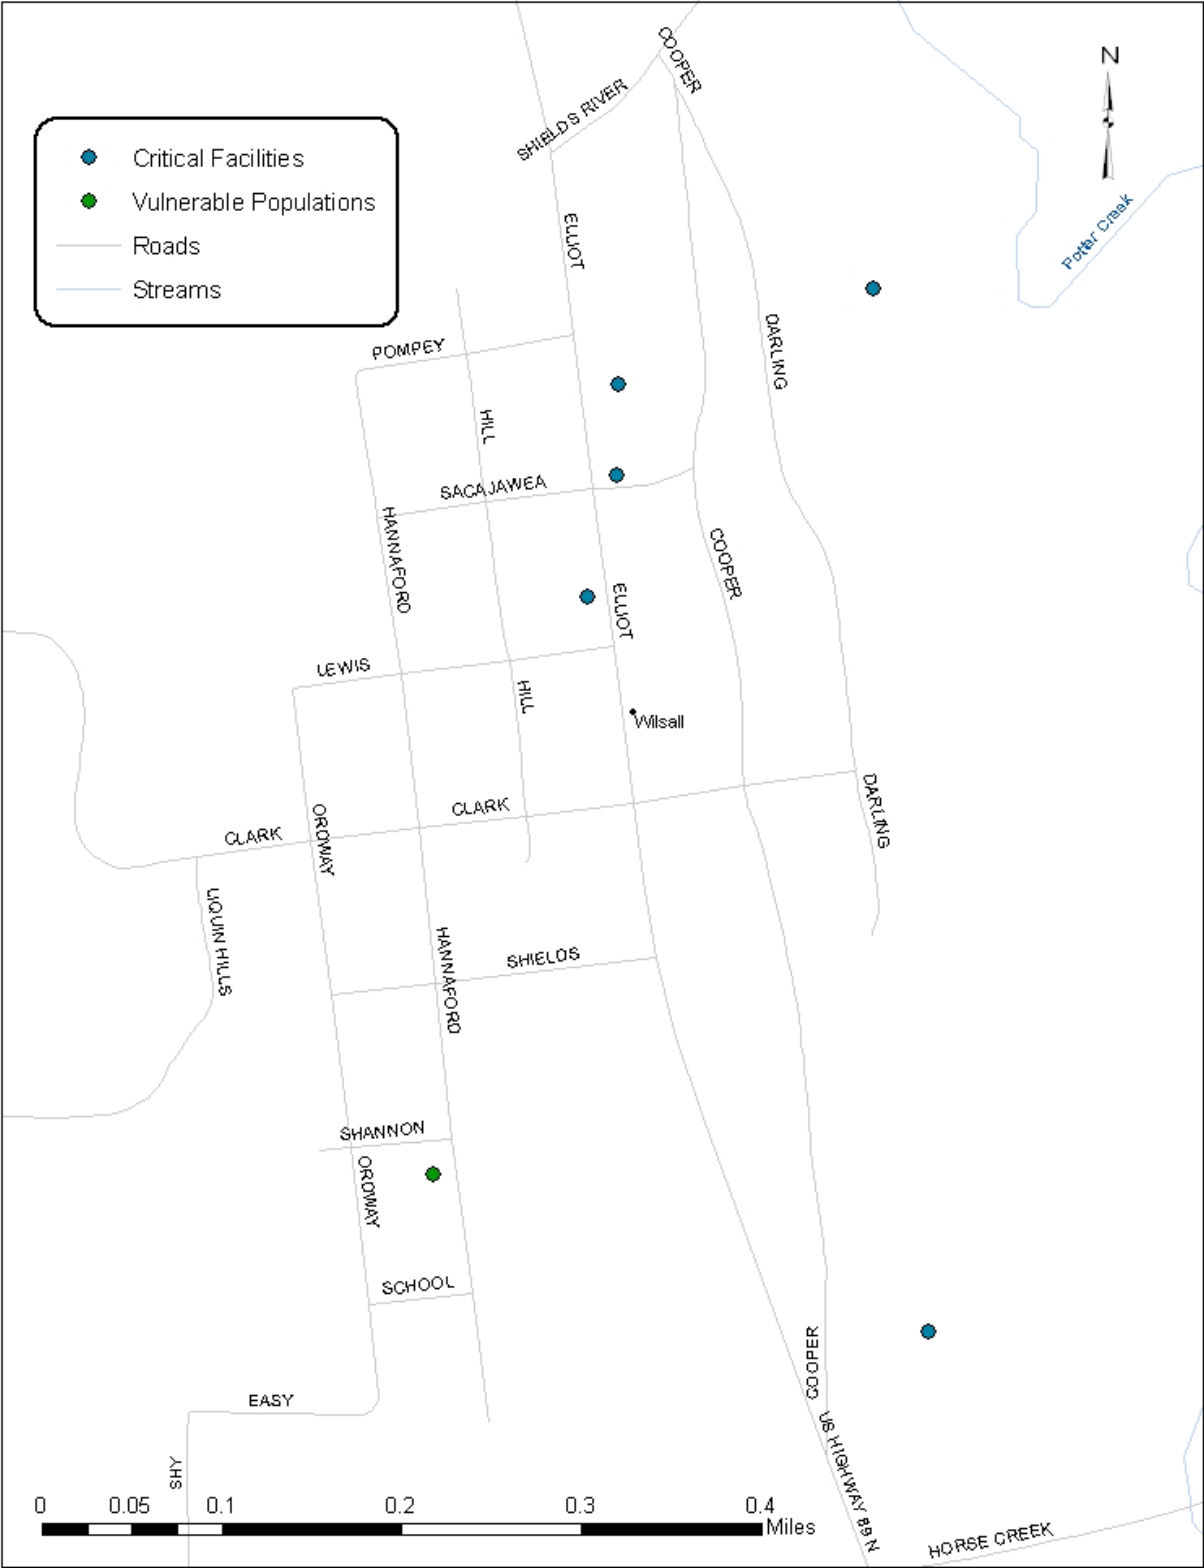 COOPER
N
SHIELDS RIVER
Critical Facilities
Vulnerable Populations
Roads
Streams
Potter Creek
ELLIOT
DARLING
POMPEY
HILL
SACAJAWEA
HANNAFORD
COOPER
ELLIOT
LEWIS
HILL
Wilsall
CLARK
DARLING
CLARK
ORDWAY
LIQUIN HILLS
HANNAFORD
SHIELDS
SHANNON
ORDWAY
SCHOOL
COOPER
EASY
US HIGHWAY 89 N
SHY
0 0.05 0.1 0.2 0.3 0.4
Miles
HORSE CREEK